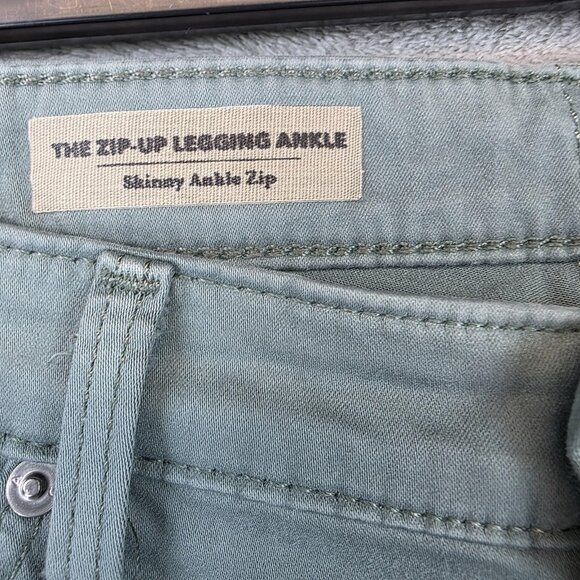 THE ZIP-UP LEGGING ANKLE
Skinny Ankle Zip